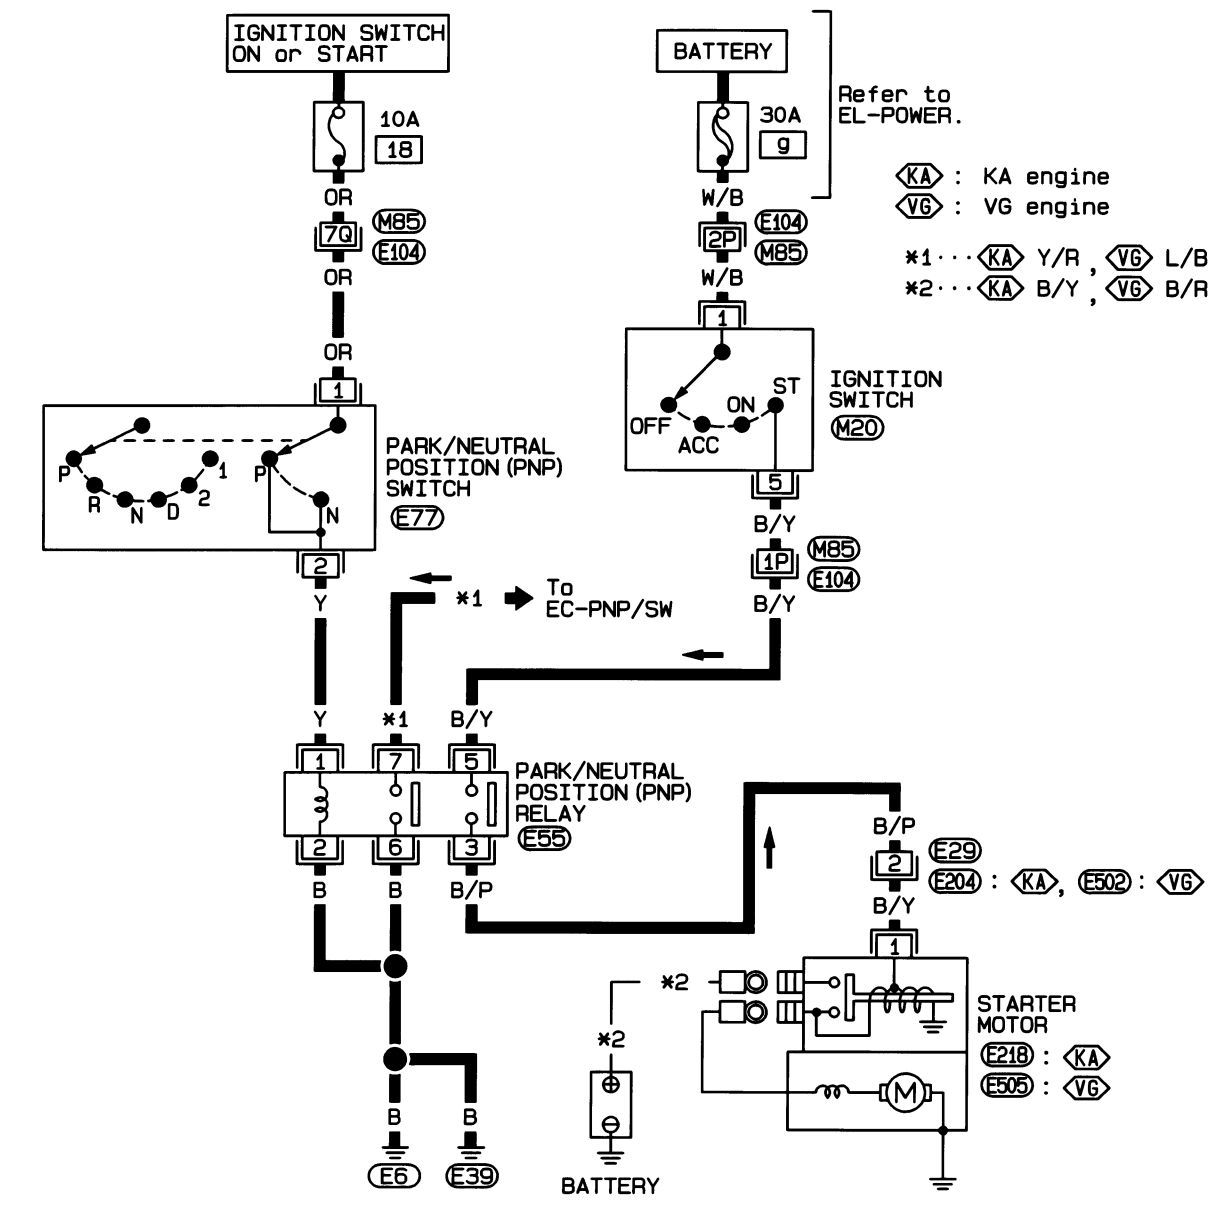 IGNITION SWITCH
ON or START
BATTERY
Refer to
EL-POWER.
10A
18
30A
g
OR
W/B
7Q
M85
E104
2P
E104
M85
KA : KA engine
VG : VG engine
*1··· KA Y/R , VG L/B
*2··· KA B/Y , VG B/R
OR
W/B
OR
1
1
OFF
ACC
ON
ST
IGNITION
SWITCH
M20
P
R
N
D
2
1
P
N
PARK/NEUTRAL
POSITION (PNP)
SWITCH
E77
5
B/Y
1P
M85
E104
B/Y
2
Y
*1
To
EC-PNP/SW
Y
*1
B/Y
1
7
5
PARK/NEUTRAL
POSITION (PNP)
RELAY
E55
2
6
3
B
B
B/P
B/P
2
E29
E204 : KA , E502 : VG
B/Y
1
*2
*2
STARTER
MOTOR
E218 : KA
E505 : VG
M
B
B
E6
E39
BATTERY